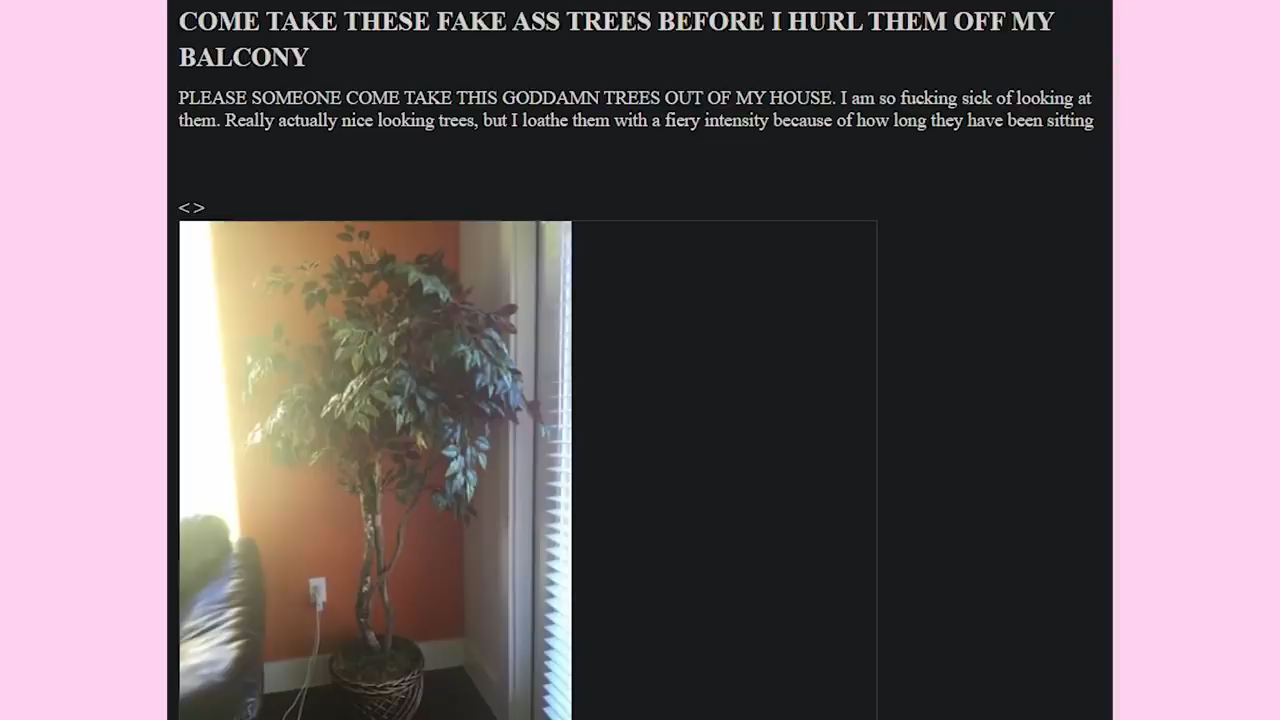 COME TAKE THESE FAKE ASS TREES BEFORE I HURL THEM OFF MY
BALCONY
PLEASE SOMEONE COME TAKE THIS GODDAMN TREES OUT OF MY HOUSE. I am so fucking sick of looking at
them. Really actually nice looking trees, but I loathe them with a fiery intensity because of how long they have been sitting
< >